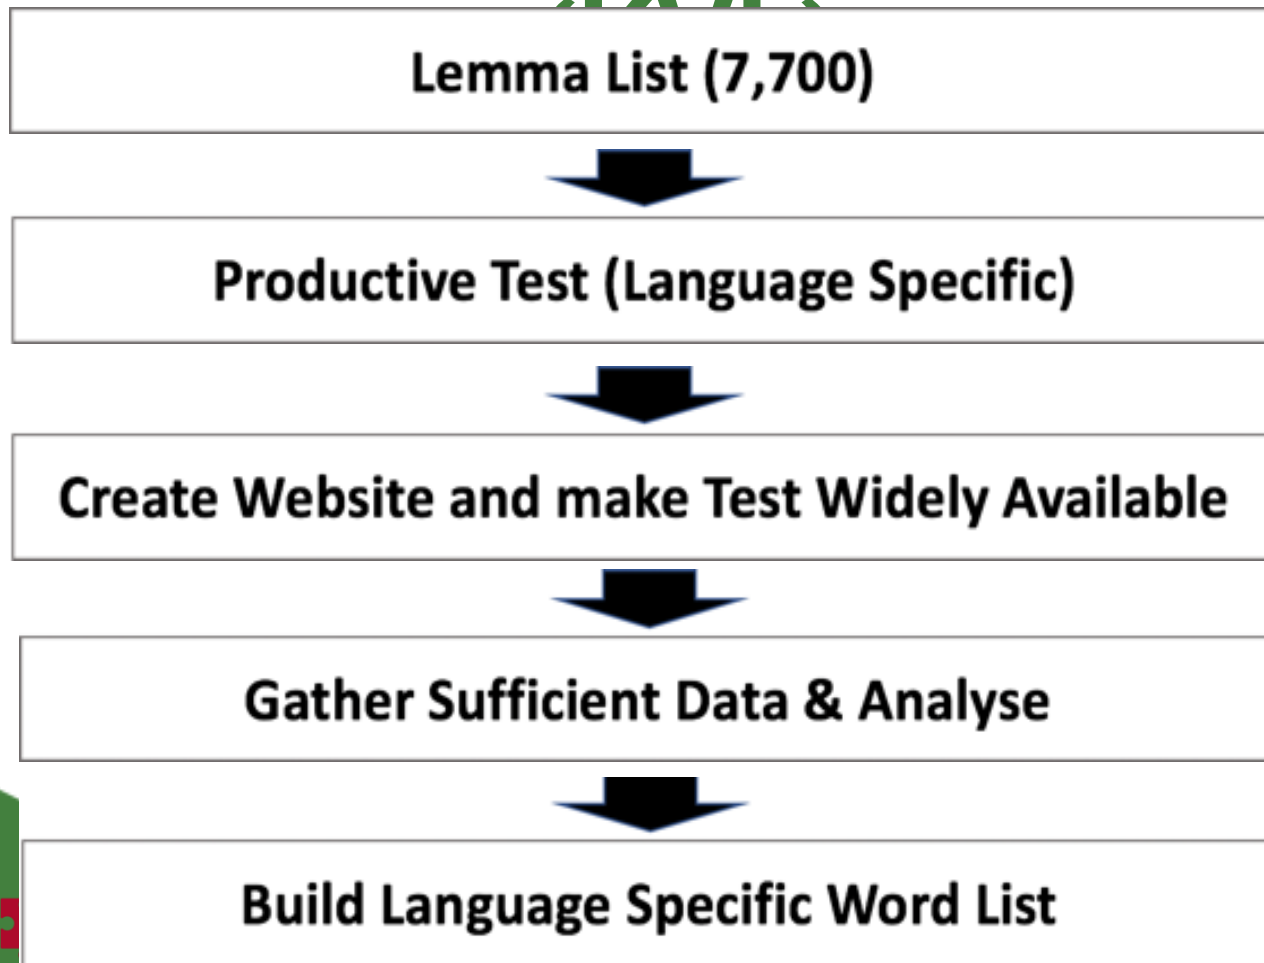 Lemma List (7,700)
Productive Test (Language Specific)
Create Website and make Test Widely Available
Gather Sufficient Data & Analyse
Build Language Specific Word List